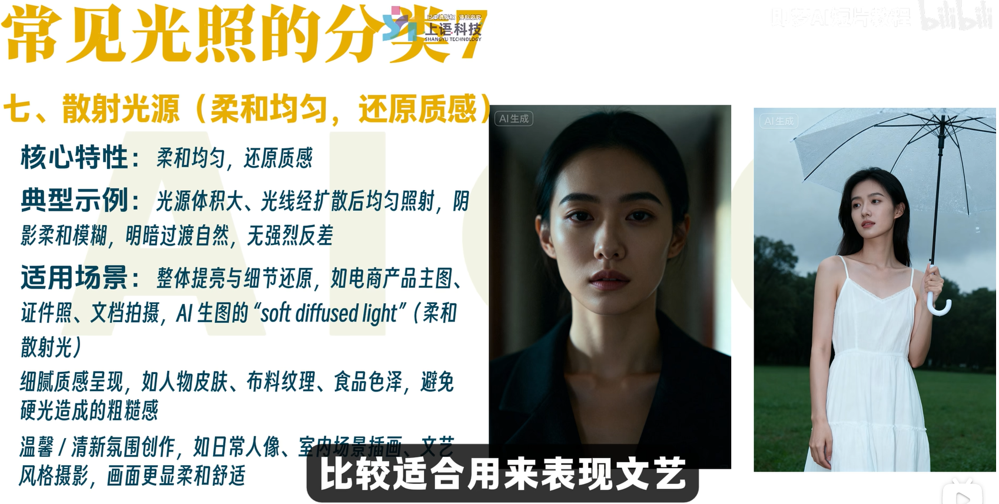 常见光照的分类7
已申请版权 侵权必究
上语科技
SHANGYU TECHNOLOGY
bilibili
七、散射光源（柔和均匀，还原质感）
核心特性：柔和均匀，还原质感
典型示例：光源体积大、光线经扩散后均匀照射，阴
影柔和模糊，明暗过渡自然，无强烈反差
适用场景：整体提亮与细节还原，如电商产品主图、
证件照、文档拍摄，AI 生图的 “soft diffused light”（柔和
散射光）
细腻质感呈现，如人物皮肤、布料纹理、食品色泽，避免
硬光造成的粗糙感
温馨 / 清新氛围创作，如日常人像、室内场景插画、文艺
风格摄影，画面更显柔和舒适
AI生成
AI生成
比较适合用来表现文艺